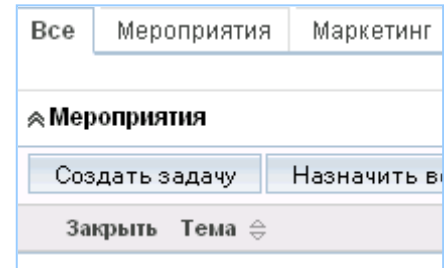 Все Мероприятия Маркетинг
Мероприятия
Создать задачу Назначить
Закрыть Тема